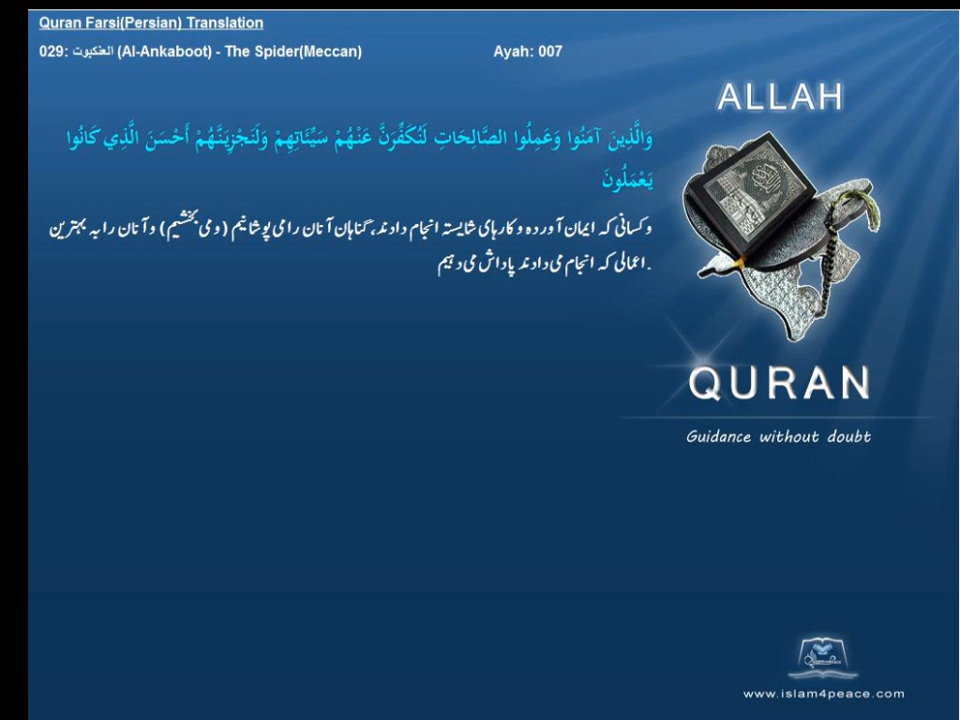 Quran Farsi(Persian) Translation
029: العنكبوت (Al-Ankaboot) - The Spider(Meccan) Ayah: 007
ALLAH
وَالَّذِينَ آمَنُوا وَعَمِلُوا الصَّالِحَاتِ لَنُكَفِّرَنَّ عَنْهُمْ سَيِّئَاتِهِمْ وَلَنَجْزِيَنَّهُمْ أَحْسَنَ الَّذِي كَانُوا
يَعْمَلُونَ
و کسانی که ایمان آورده و کارهای شایسته انجام دادند، گناهان آنان را می پوشانیم (و می بخشیم) و آنان را به بهترین
اعمالی که انجام می دادند پاداش می دهیم.
QURAN
Guidance without doubt
www.islam4peace.com